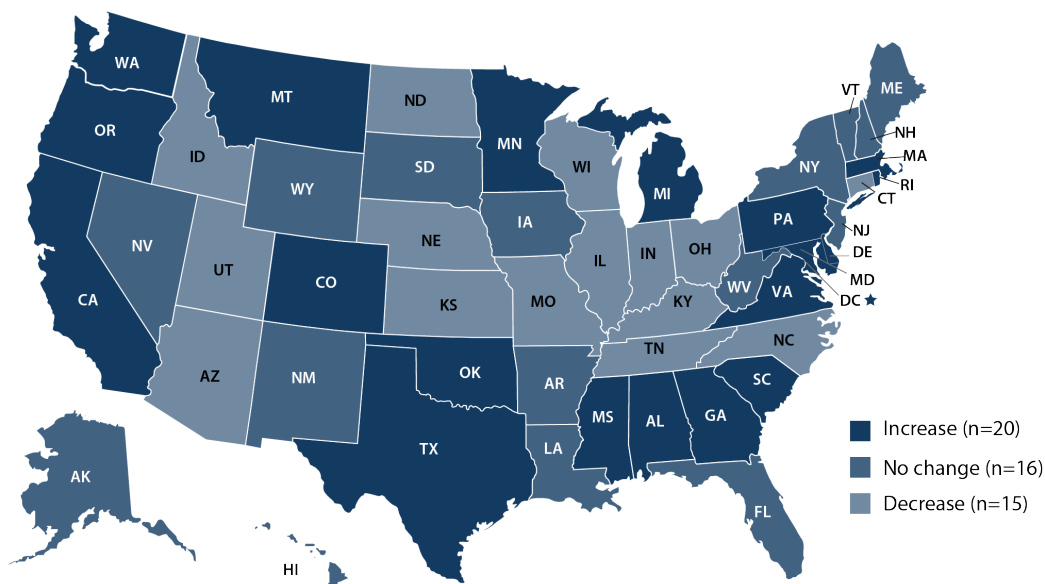 WA
MT
ND
MN
OR
ID
WY
SD
WI
MI
VT
ME
NH
NY
MA
RI
CT
NV
UT
CO
NE
IA
IL
IN
OH
PA
NJ
DE
MD
DC
CA
KS
MO
KY
WV
VA
AZ
NM
OK
AR
TN
NC
TX
LA
MS
AL
GA
SC
FL
AK
HI
Increase (n=20)
No change (n=16)
Decrease (n=15)